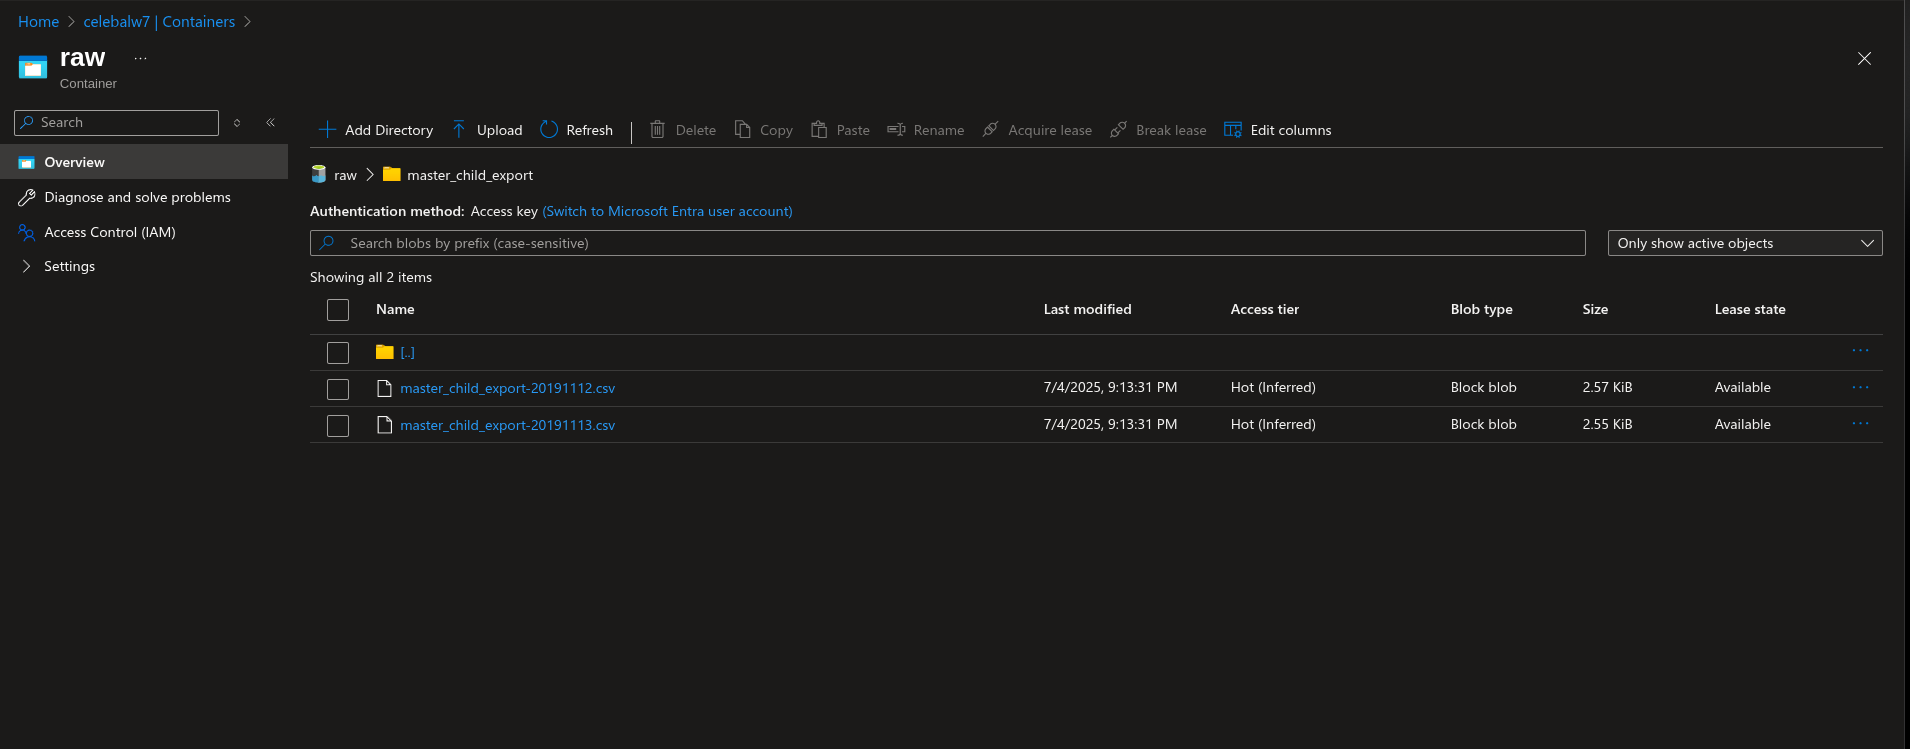 Home > celebalw7 | Containers >
raw ...
Container
Search
Overview
Diagnose and solve problems
Access Control (IAM)
Settings
Add Directory Upload Refresh Delete Copy Paste Rename Acquire lease Break lease Edit columns
raw > master_child_export
Authentication method: Access key (Switch to Microsoft Entra user account)
Search blobs by prefix (case-sensitive) Only show active objects
Showing all 2 items
Name Last modified Access tier Blob type Size Lease state
[..] ...
master_child_export-20191112.csv 7/4/2025, 9:13:31 PM Hot (Inferred) Block blob 2.57 KiB Available ...
master_child_export-20191113.csv 7/4/2025, 9:13:31 PM Hot (Inferred) Block blob 2.55 KiB Available ...